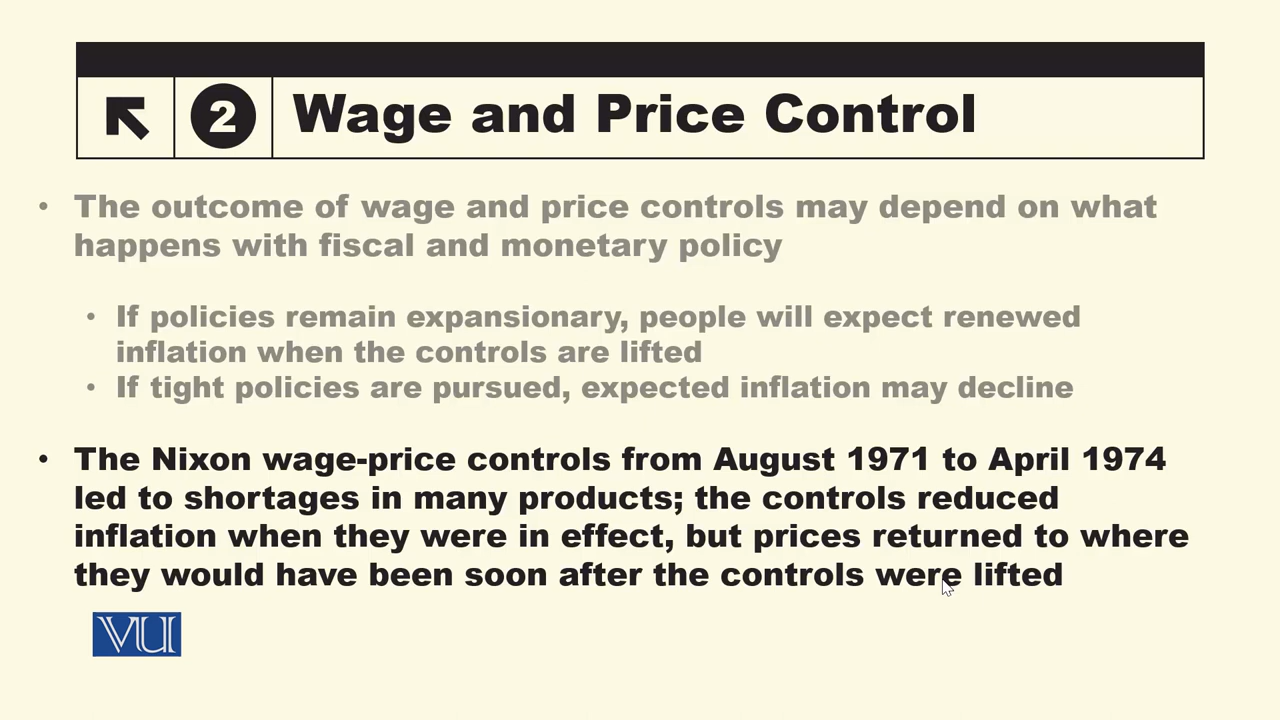 2 Wage and Price Control
• The outcome of wage and price controls may depend on what
happens with fiscal and monetary policy
• If policies remain expansionary, people will expect renewed
inflation when the controls are lifted
• If tight policies are pursued, expected inflation may decline
• The Nixon wage-price controls from August 1971 to April 1974
led to shortages in many products; the controls reduced
inflation when they were in effect, but prices returned to where
they would have been soon after the controls were lifted
VU